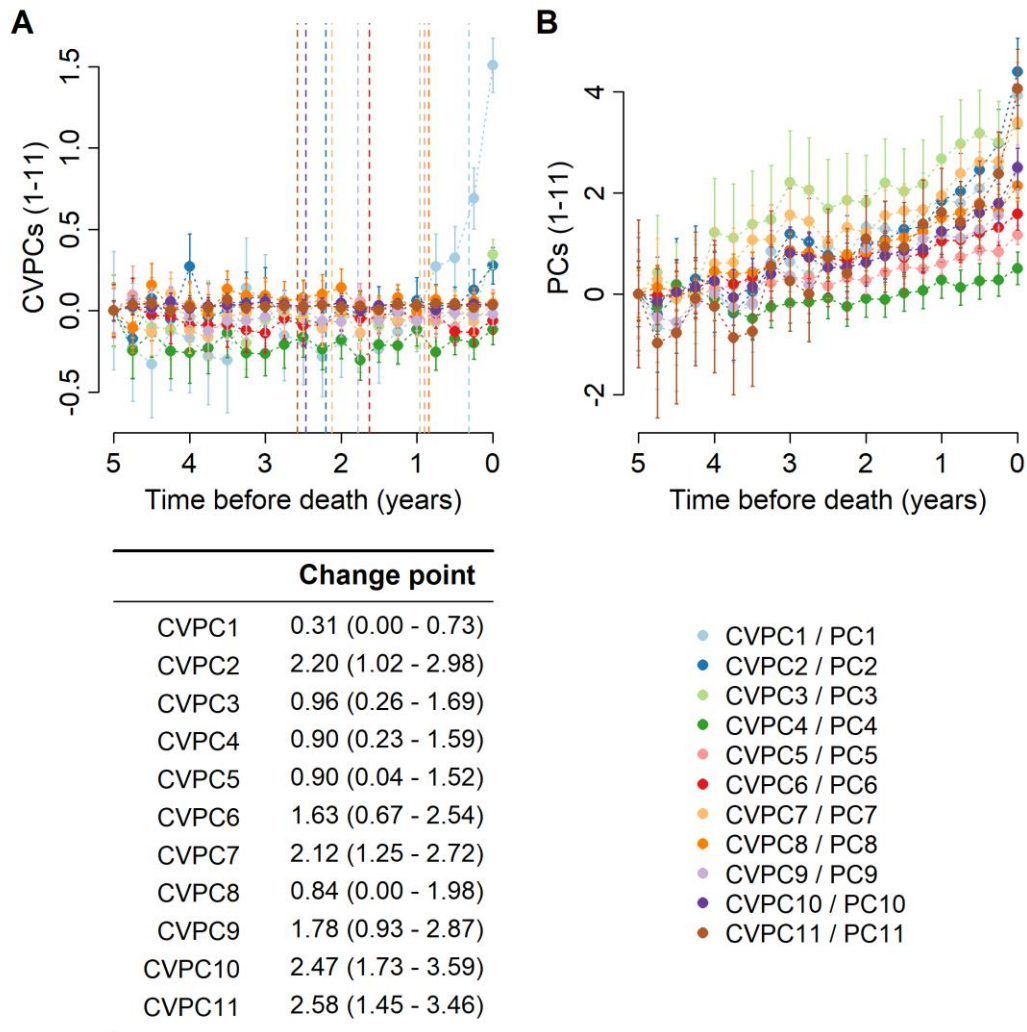 A
CVPCs (1-11)
1.5
1.0
0.5
0.0
-0.5
5 4 3 2 1 0
Time before death (years)
B
PCs (1-11)
4
2
0
-2
5 4 3 2 1 0
Time before death (years)
Change point
CVPC1 0.31 (0.00 - 0.73)
CVPC2 2.20 (1.02 - 2.98)
CVPC3 0.96 (0.26 - 1.69)
CVPC4 0.90 (0.23 - 1.59)
CVPC5 0.90 (0.04 - 1.52)
CVPC6 1.63 (0.67 - 2.54)
CVPC7 2.12 (1.25 - 2.72)
CVPC8 0.84 (0.00 - 1.98)
CVPC9 1.78 (0.93 - 2.87)
CVPC10 2.47 (1.73 - 3.59)
CVPC11 2.58 (1.45 - 3.46)
CVPC1 / PC1
CVPC2 / PC2
CVPC3 / PC3
CVPC4 / PC4
CVPC5 / PC5
CVPC6 / PC6
CVPC7 / PC7
CVPC8 / PC8
CVPC9 / PC9
CVPC10 / PC10
CVPC11 / PC11